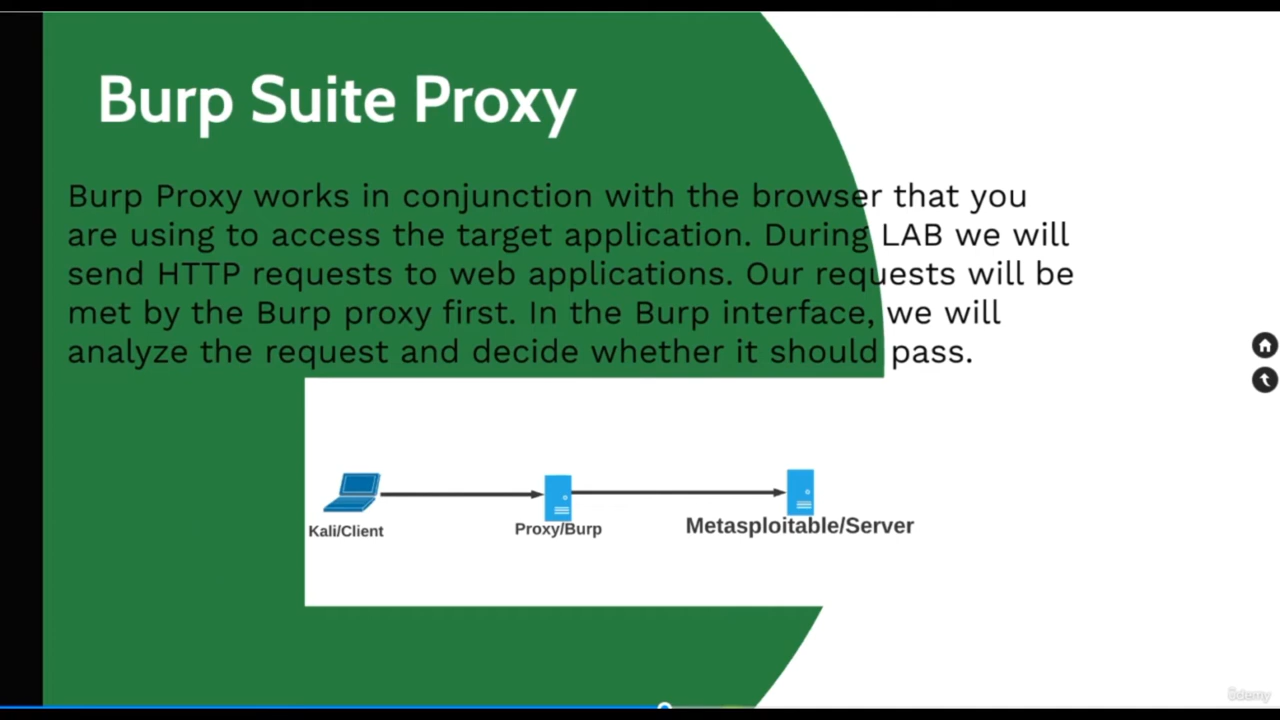 Burp Suite Proxy
Burp Proxy works in conjunction with the browser that you
are using to access the target application. During LAB we will
send HTTP requests to web applications. Our requests will be
met by the Burp proxy first. In the Burp interface, we will
analyze the request and decide whether it should pass.
Kali/Client
Proxy/Burp
Metasploitable/Server
ûdemy